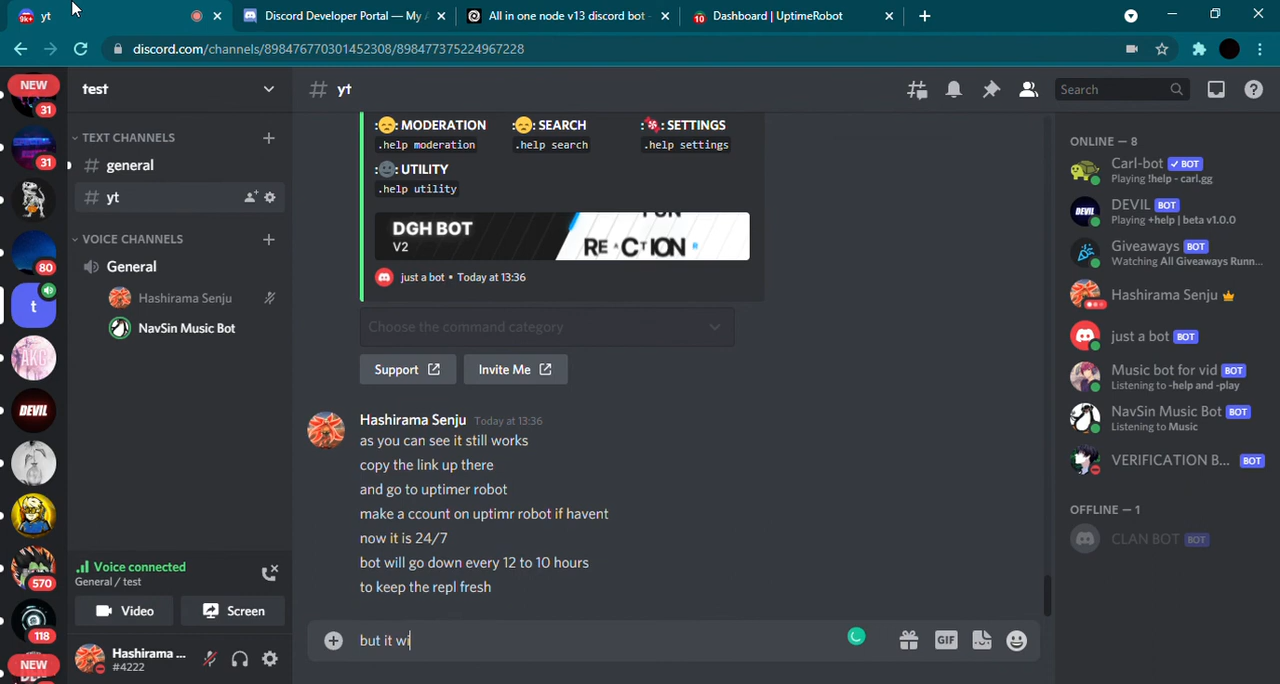 yt
Discord Developer Portal — My A
All in one node v13 discord bot -
Dashboard | UptimeRobot
discord.com/channels/898476770301452308/898477375224967228
NEW
31
31
80
t
AKG
DEVIL
570
118
NEW
test
TEXT CHANNELS
general
yt
VOICE CHANNELS
General
Hashirama Senju
NavSin Music Bot
Voice connected
General / test
Video
Screen
Hashirama ...
#4222
# yt
Search
:MODERATION
.help moderation
:SEARCH
.help search
:SETTINGS
.help settings
:UTILITY
.help utility
DGH BOT
V2
just a bot • Today at 13:36
Choose the command category
Support
Invite Me
Hashirama Senju Today at 13:36
as you can see it still works
copy the link up there
and go to uptimer robot
make a ccount on uptimr robot if havent
now it is 24/7
bot will go down every 12 to 10 hours
to keep the repl fresh
but it wi
GIF
ONLINE — 8
Carl-bot ✓ BOT
Playing !help - carl.gg
DEVIL BOT
Playing +help | beta v1.0.0
Giveaways BOT
Watching All Giveaways Runn...
Hashirama Senju
just a bot BOT
Music bot for vid BOT
Listening to -help and -play
NavSin Music Bot BOT
Listening to Music
VERIFICATION B... BOT
OFFLINE — 1
CLAN BOT BOT